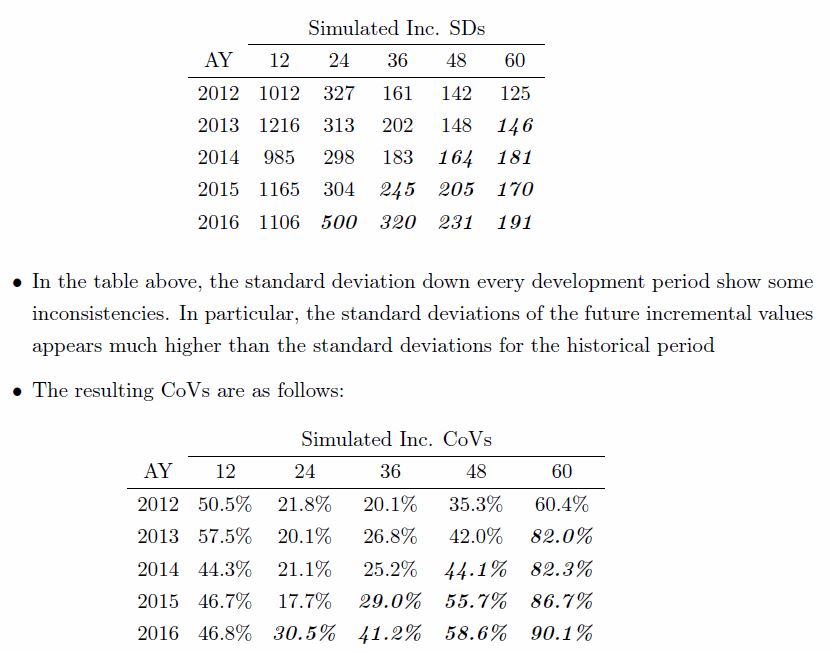 Simulated Inc. SDs
AY 12 24 36 48 60
2012 1012 327 161 142 125
2013 1216 313 202 148 146
2014 985 298 183 164 181
2015 1165 304 245 205 170
2016 1106 500 320 231 191
• In the table above, the standard deviation down every development period show some
inconsistencies. In particular, the standard deviations of the future incremental values
appears much higher than the standard deviations for the historical period
• The resulting CoVs are as follows:
Simulated Inc. CoVs
AY 12 24 36 48 60
2012 50.5% 21.8% 20.1% 35.3% 60.4%
2013 57.5% 20.1% 26.8% 42.0% 82.0%
2014 44.3% 21.1% 25.2% 44.1% 82.3%
2015 46.7% 17.7% 29.0% 55.7% 86.7%
2016 46.8% 30.5% 41.2% 58.6% 90.1%